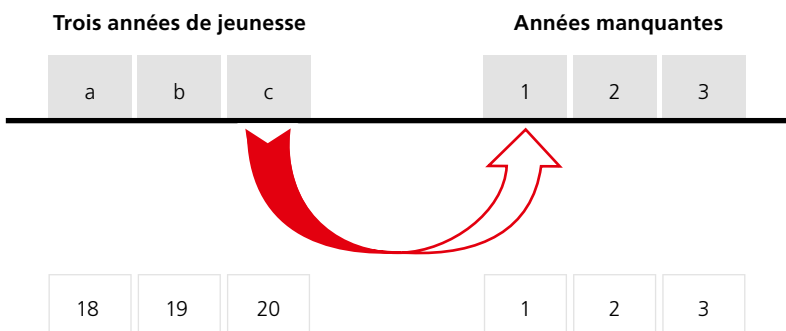 Trois années de jeunesse Années manquantes
a b c 1 2 3
18 19 20 1 2 3